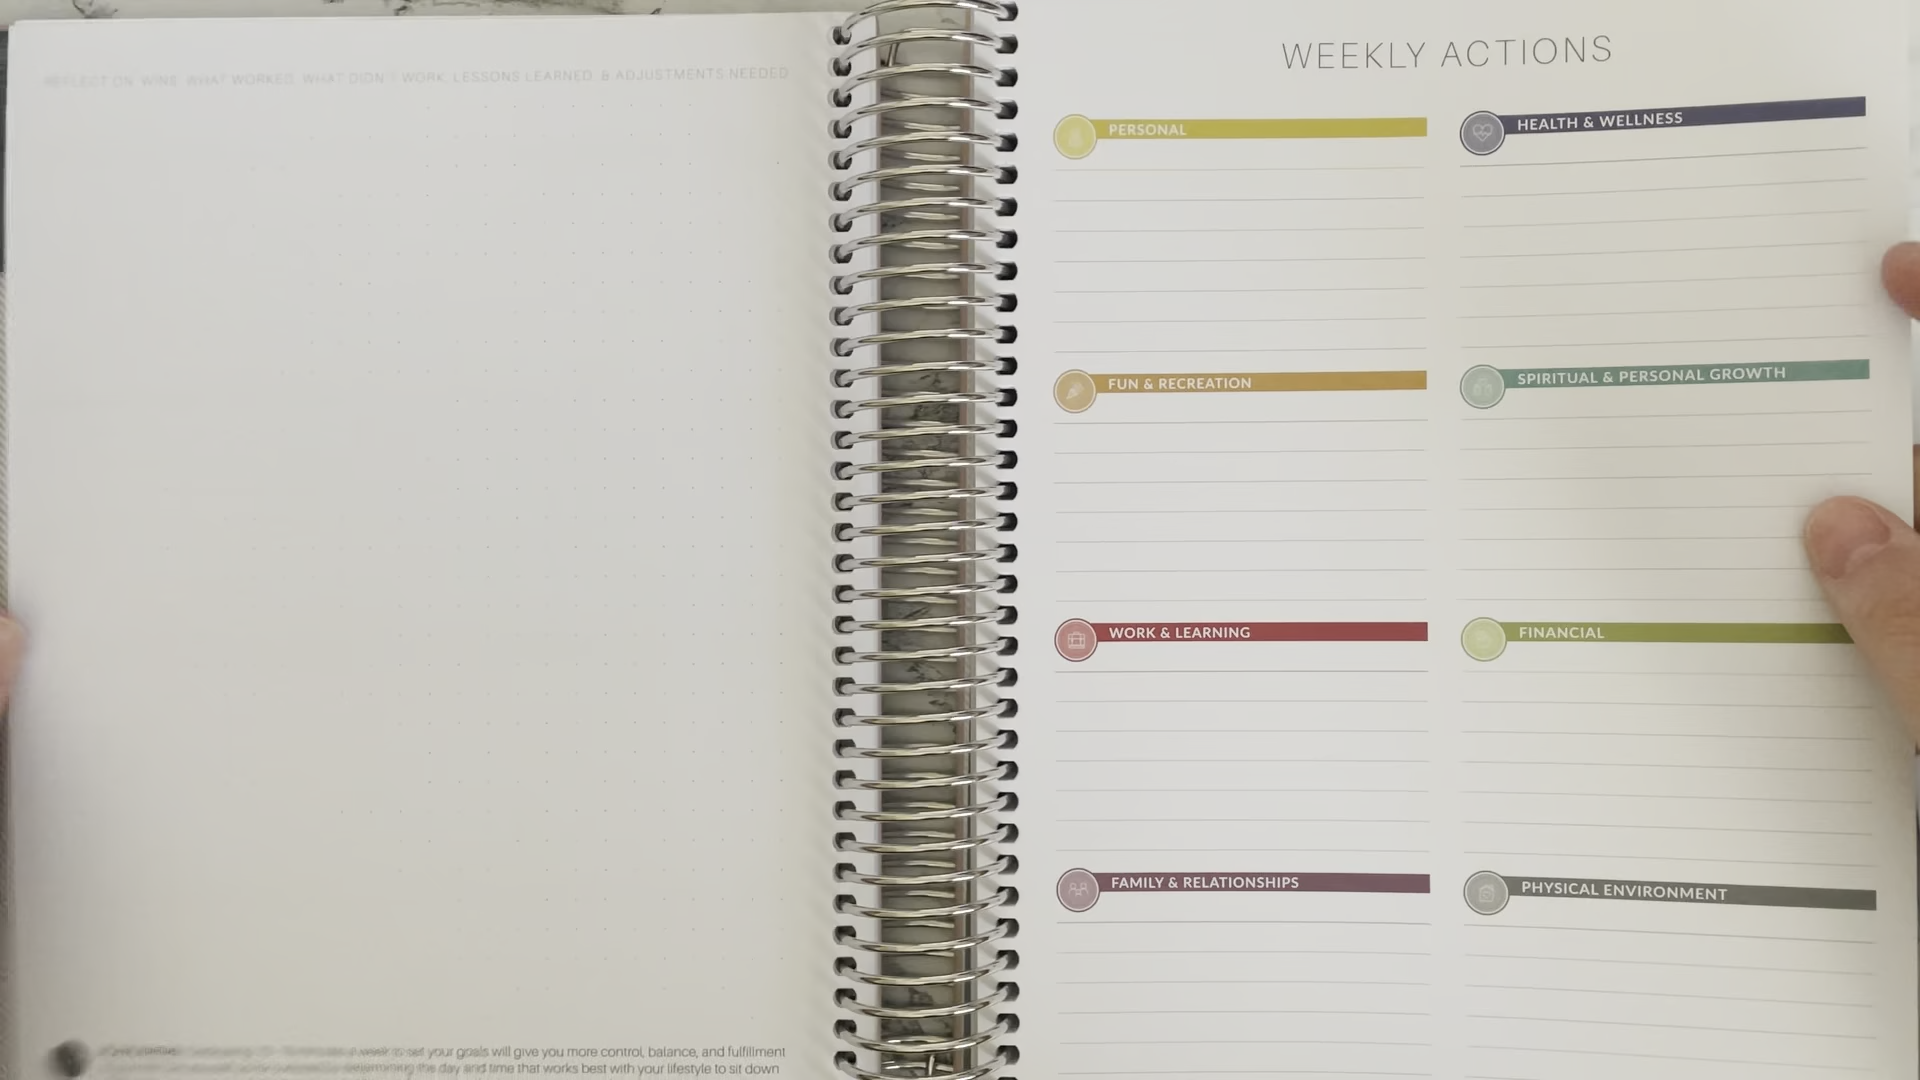 REFLECT ON WINS, WHAT WORKED, WHAT DIDN'T WORK, LESSONS LEARNED, & ADJUSTMENTS NEEDED
week to set your goals will give you more control, balance, and fulfillment
determining the day and time that works best with your lifestyle to sit down
WEEKLY ACTIONS
PERSONAL
HEALTH & WELLNESS
FUN & RECREATION
SPIRITUAL & PERSONAL GROWTH
WORK & LEARNING
FINANCIAL
FAMILY & RELATIONSHIPS
PHYSICAL ENVIRONMENT